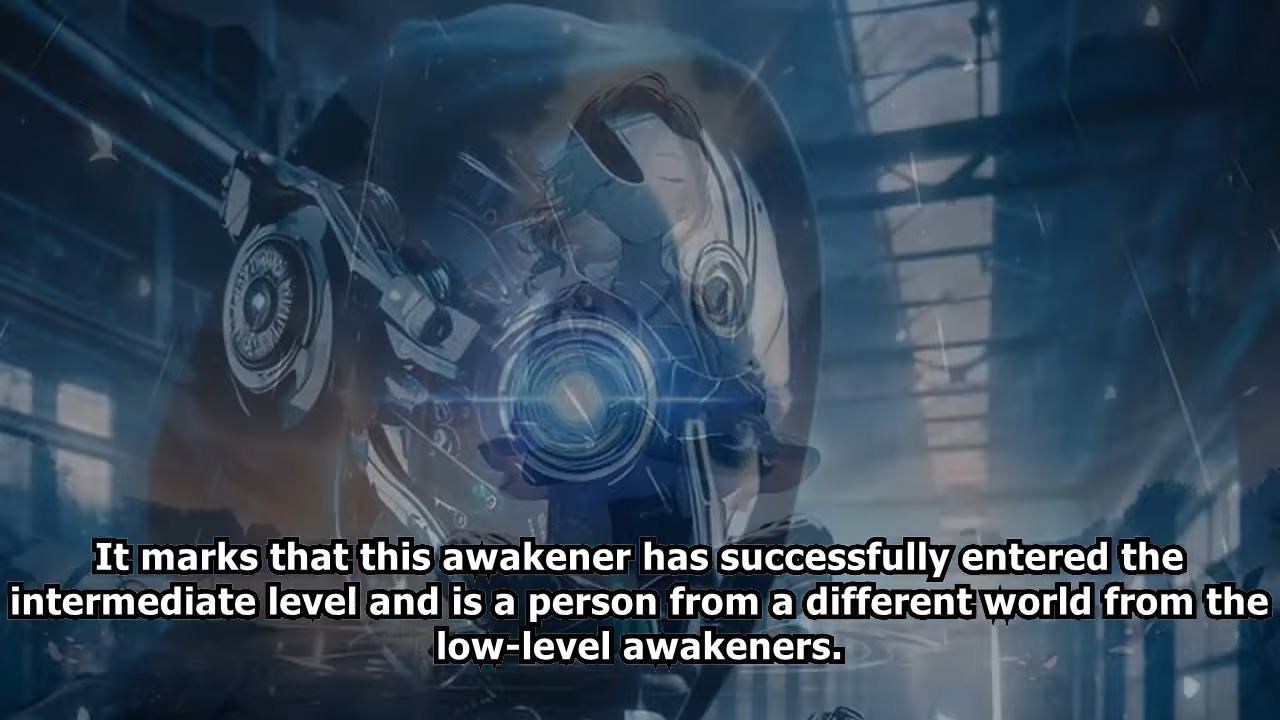 It marks that this awakener has successfully entered the
intermediate level and is a person from a different world from the
low-level awakeners.